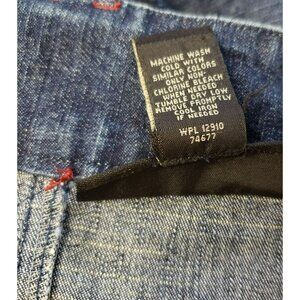 MACHINE WASH
COLD WITH
SIMILAR COLORS
ONLY NON-
CHLORINE BLEACH
WHEN NEEDED
TUMBLE DRY LOW
REMOVE PROMPTLY
COOL IRON
IF NEEDED
WPL 12910
74677